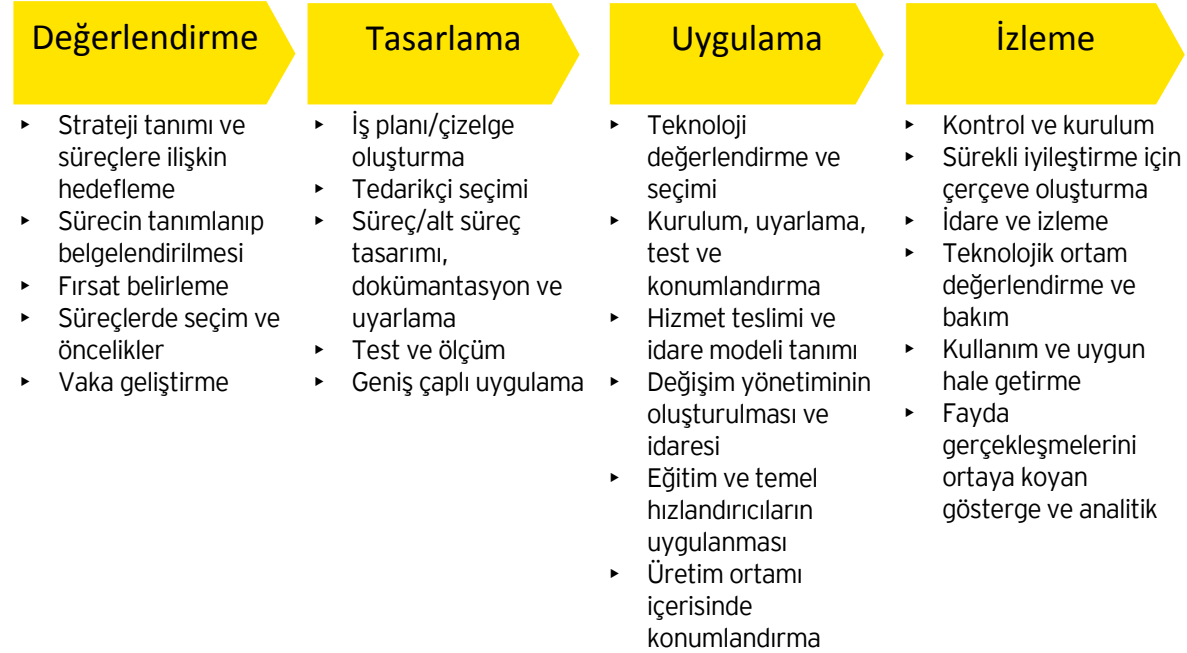 Değerlendirme
▸ Strateji tanımı ve
süreçlere ilişkin
hedefleme
▸ Sürecin tanımlanıp
belgelendirilmesi
▸ Fırsat belirleme
▸ Süreçlerde seçim ve
öncelikler
▸ Vaka geliştirme
Tasarlama
▸ İş planı/çizelge
oluşturma
▸ Tedarikçi seçimi
▸ Süreç/alt süreç
tasarımı,
dokümantasyon ve
uyarlama
▸ Test ve ölçüm
▸ Geniş çaplı uygulama
Uygulama
▸ Teknoloji
değerlendirme ve
seçimi
▸ Kurulum, uyarlama,
test ve
konumlandırma
▸ Hizmet teslimi ve
idare modeli tanımı
▸ Değişim yönetiminin
oluşturulması ve
idaresi
▸ Eğitim ve temel
hızlandırıcıların
uygulanması
▸ Üretim ortamı
içerisinde
konumlandırma
İzleme
▸ Kontrol ve kurulum
▸ Sürekli iyileştirme için
çerçeve oluşturma
▸ İdare ve izleme
▸ Teknolojik ortam
değerlendirme ve
bakım
▸ Kullanım ve uygun
hale getirme
▸ Fayda
gerçekleşmelerini
ortaya koyan
gösterge ve analitik